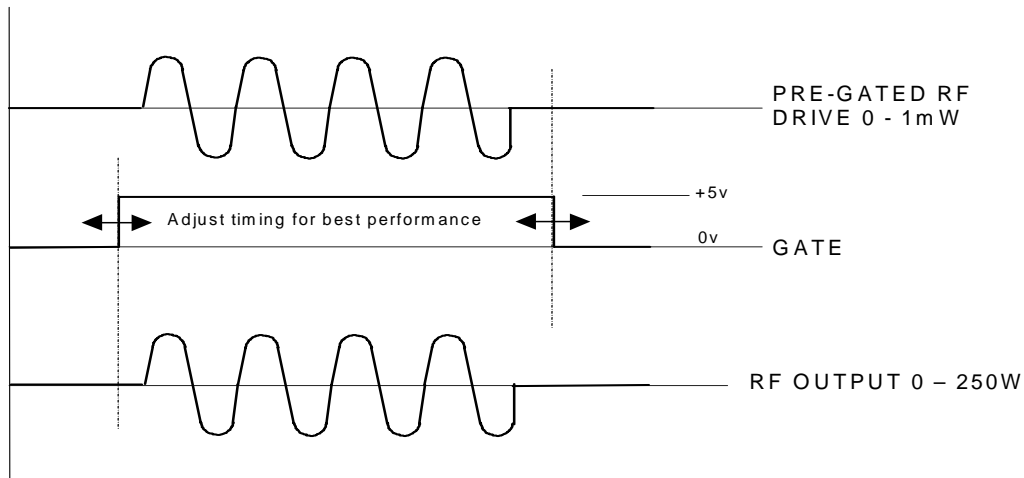 PRE-GATED RF
DRIVE 0 - 1mW
+5v
Adjust timing for best performance
0v
GATE
RF OUTPUT 0 – 250W